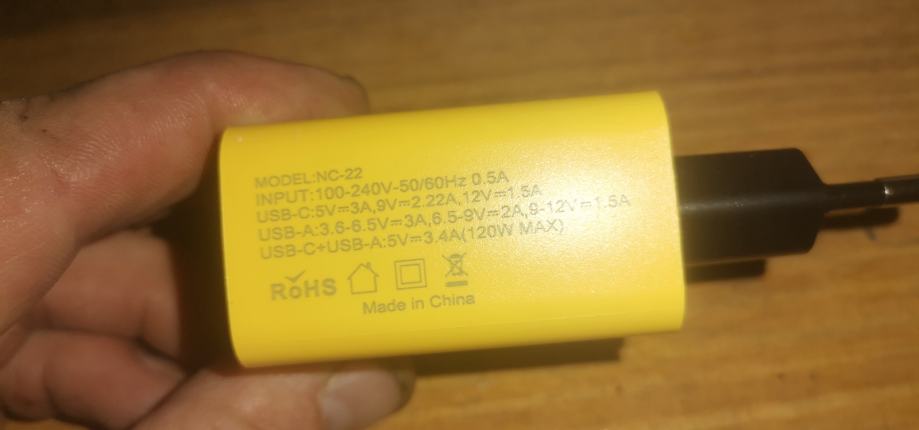 MODEL:NC-22
INPUT:100-240V-50/60Hz 0.5A
USB-C:5V⎓3A,9V⎓2.22A,12V⎓1.5A
USB-A:3.6-6.5V⎓3A,6.5-9V⎓2A,9-12V⎓1.5A
USB-C+USB-A:5V⎓3.4A(120W MAX)
RoHS
Made in China